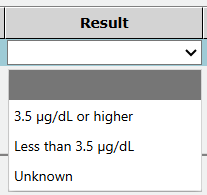 Result
3.5 µg/dL or higher
Less than 3.5 µg/dL
Unknown